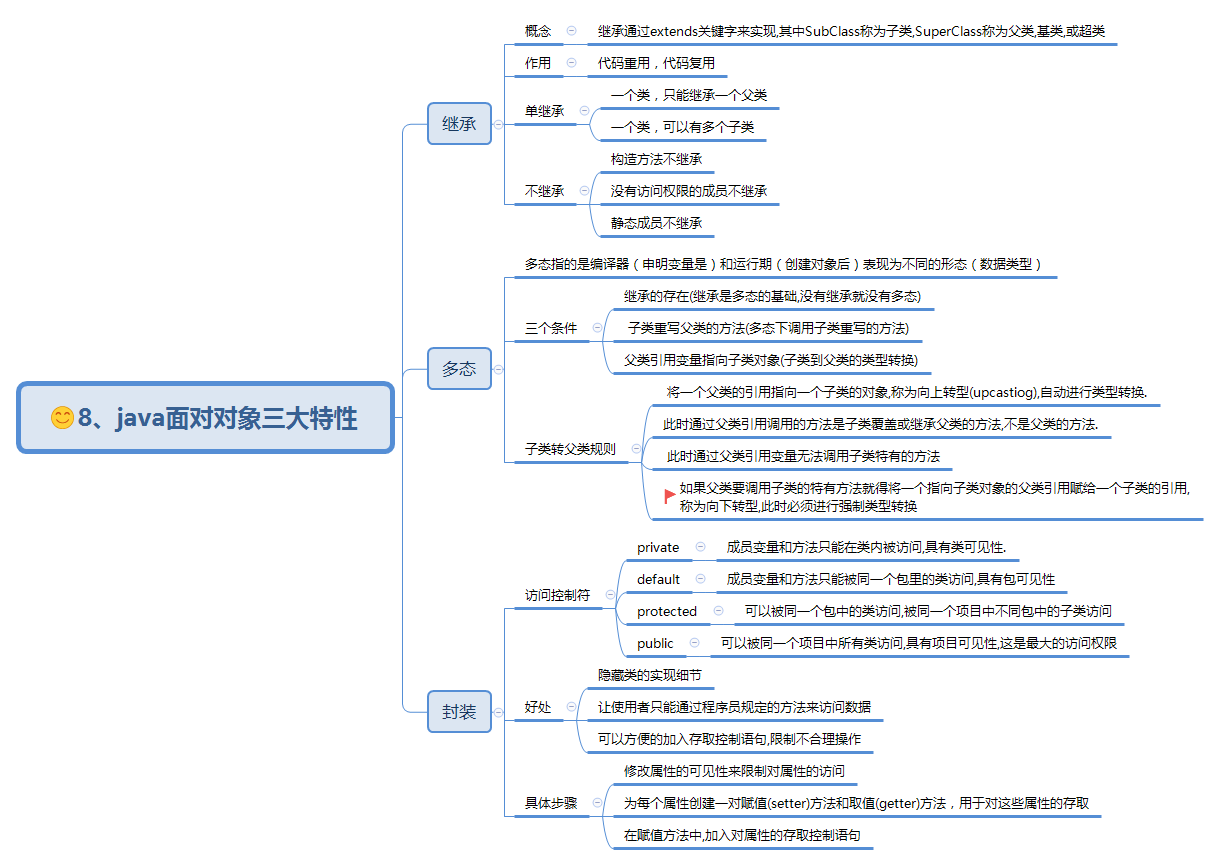 😊8、java面对对象三大特性
继承
概念
继承通过extends关键字来实现,其中SubClass称为子类,SuperClass称为父类,基类,或超类
作用
代码重用，代码复用
单继承
一个类，只能继承一个父类
一个类，可以有多个子类
不继承
构造方法不继承
没有访问权限的成员不继承
静态成员不继承
多态
多态指的是编译器（申明变量是）和运行期（创建对象后）表现为不同的形态（数据类型）
三个条件
继承的存在(继承是多态的基础,没有继承就没有多态)
子类重写父类的方法(多态下调用子类重写的方法)
父类引用变量指向子类对象(子类到父类的类型转换)
子类转父类规则
将一个父类的引用指向一个子类的对象,称为向上转型(upcastiog),自动进行类型转换.
此时通过父类引用调用的方法是子类覆盖或继承父类的方法,不是父类的方法.
此时通过父类引用变量无法调用子类特有的方法
如果父类要调用子类的特有方法就得将一个指向子类对象的父类引用赋给一个子类的引用,
称为向下转型,此时必须进行强制类型转换
封装
访问控制符
private
成员变量和方法只能在类内被访问,具有类可见性.
default
成员变量和方法只能被同一个包里的类访问,具有包可见性
protected
可以被同一个包中的类访问,被同一个项目中不同包中的子类访问
public
可以被同一个项目中所有类访问,具有项目可见性,这是最大的访问权限
好处
隐藏类的实现细节
让使用者只能通过程序员规定的方法来访问数据
可以方便的加入存取控制语句,限制不合理操作
具体步骤
修改属性的可见性来限制对属性的访问
为每个属性创建一对赋值(setter)方法和取值(getter)方法，用于对这些属性的存取
在赋值方法中,加入对属性的存取控制语句